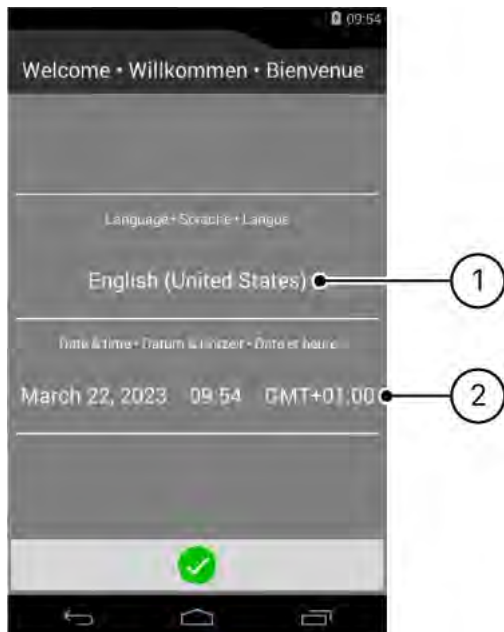 09:54
Welcome • Willkommen • Bienvenue
Language • Sprache • Langue
English (United States)
1
Date & time • Datum & Uhrzeit • Date et heure
March 22, 2023 09:54 GMT+01:00
2